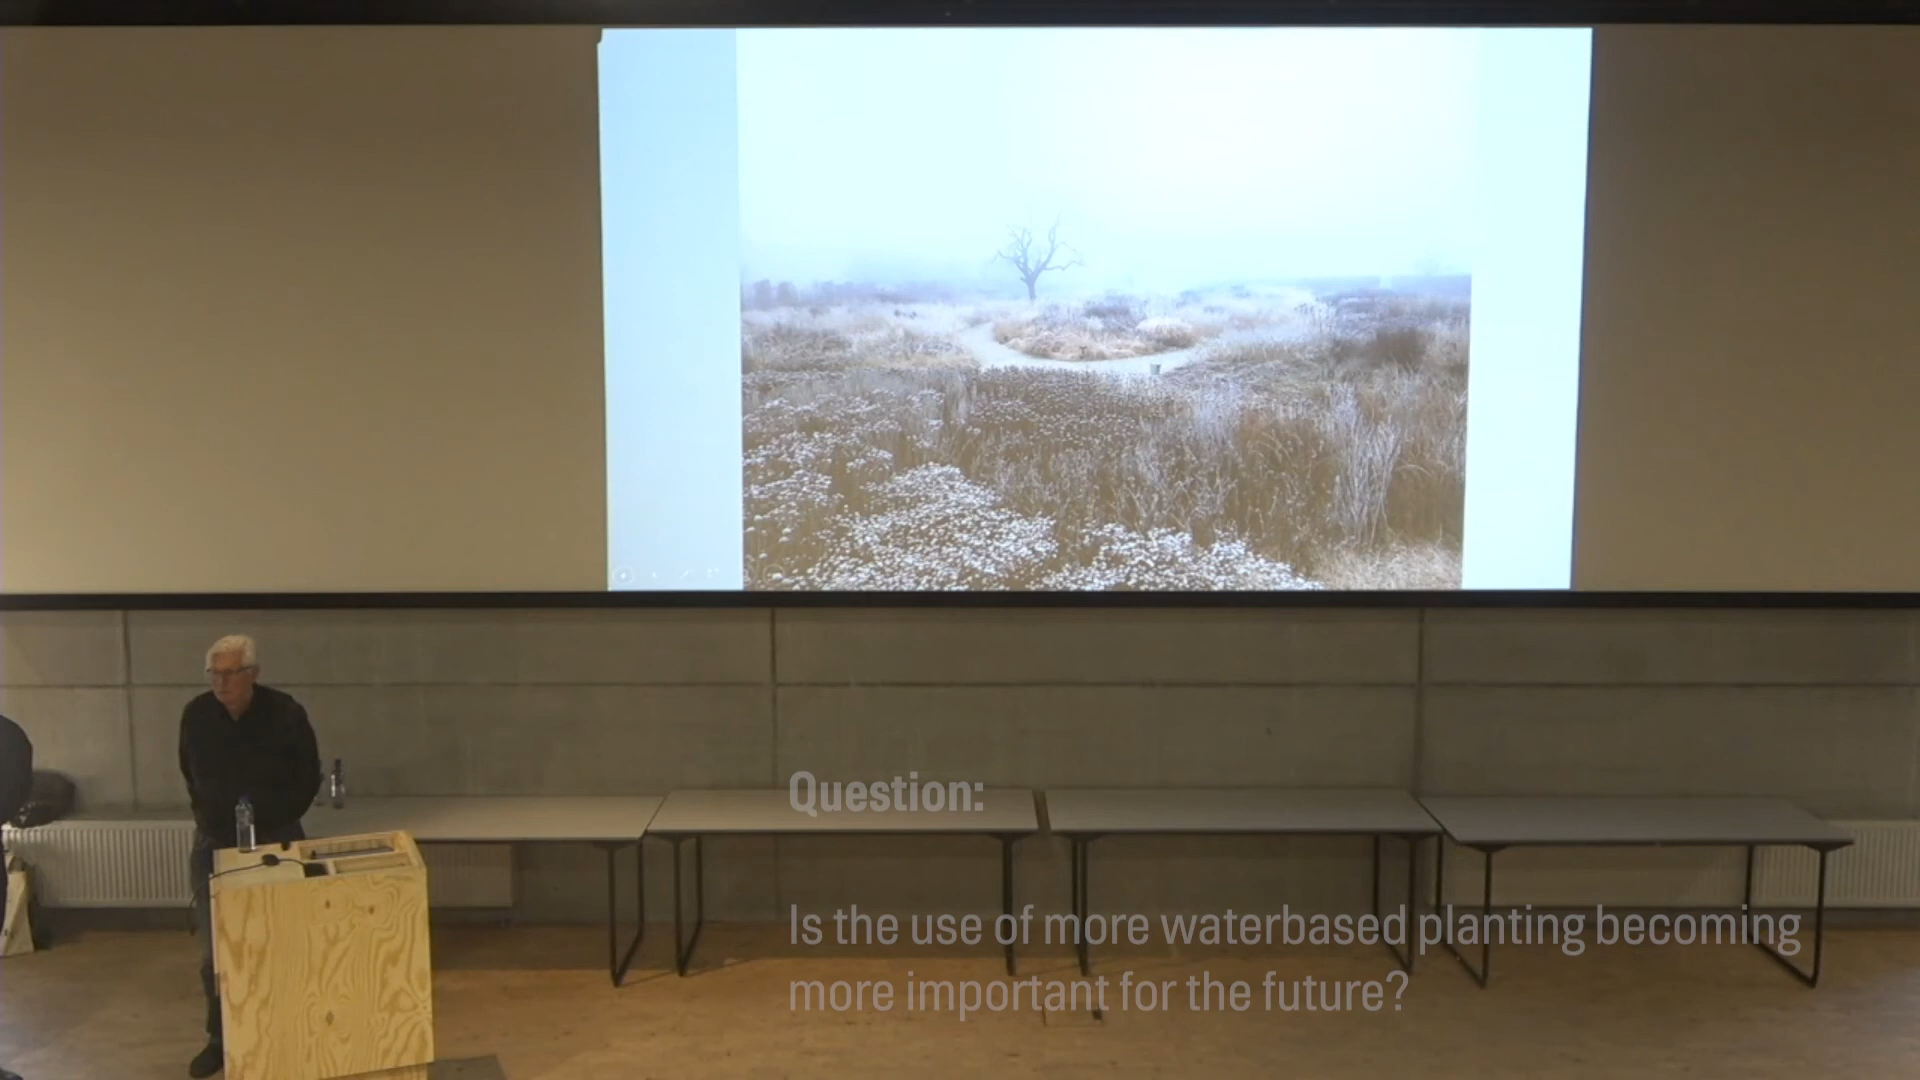 Question:
Is the use of more waterbased planting becoming
more important for the future?